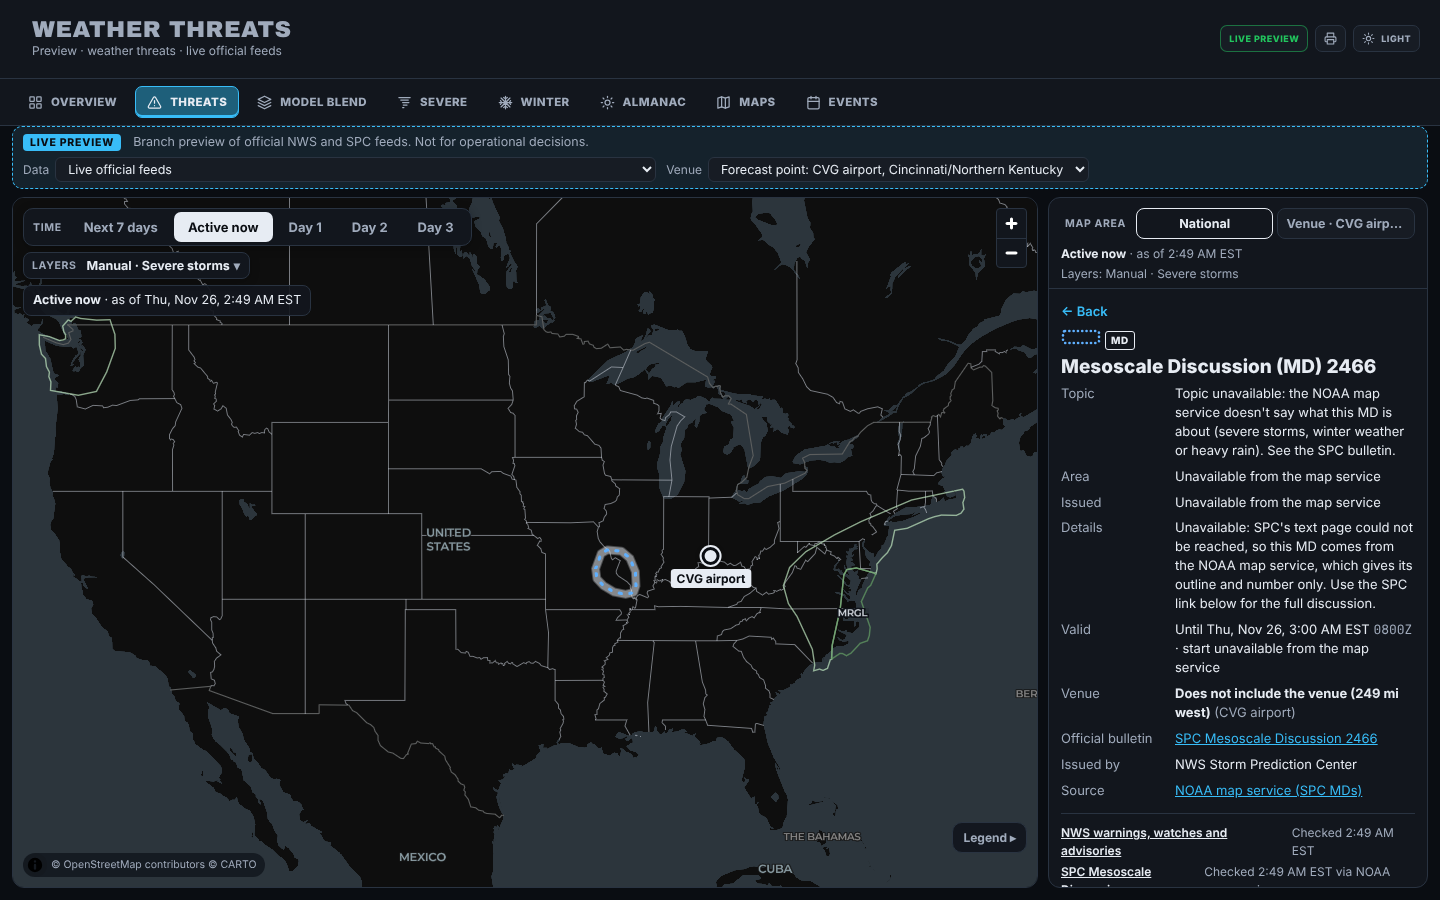 WEATHER THREATS
Preview · weather threats · live official feeds
LIVE PREVIEW
LIGHT
OVERVIEW
THREATS
MODEL BLEND
SEVERE
WINTER
ALMANAC
MAPS
EVENTS
LIVE PREVIEW Branch preview of official NWS and SPC feeds. Not for operational decisions.
Data Live official feeds Venue Forecast point: CVG airport, Cincinnati/Northern Kentucky
TIME Next 7 days Active now Day 1 Day 2 Day 3
LAYERS Manual · Severe storms ▾
Active now · as of Thu, Nov 26, 2:49 AM EST
+
−
UNITED
STATES
CVG airport
MRGL
BER
THE BAHAMAS
MEXICO
CUBA
Legend ▸
© OpenStreetMap contributors © CARTO
MAP AREA National Venue · CVG airp...
Active now · as of 2:49 AM EST
Layers: Manual · Severe storms
← Back
MD
Mesoscale Discussion (MD) 2466
Topic Topic unavailable: the NOAA map
service doesn't say what this MD is
about (severe storms, winter weather
or heavy rain). See the SPC bulletin.
Area Unavailable from the map service
Issued Unavailable from the map service
Details Unavailable: SPC's text page could not
be reached, so this MD comes from
the NOAA map service, which gives its
outline and number only. Use the SPC
link below for the full discussion.
Valid Until Thu, Nov 26, 3:00 AM EST 0800Z
· start unavailable from the map
service
Venue Does not include the venue (249 mi
west) (CVG airport)
Official bulletin SPC Mesoscale Discussion 2466
Issued by NWS Storm Prediction Center
Source NOAA map service (SPC MDs)
NWS warnings, watches and Checked 2:49 AM
advisories EST
SPC Mesoscale Checked 2:49 AM EST via NOAA